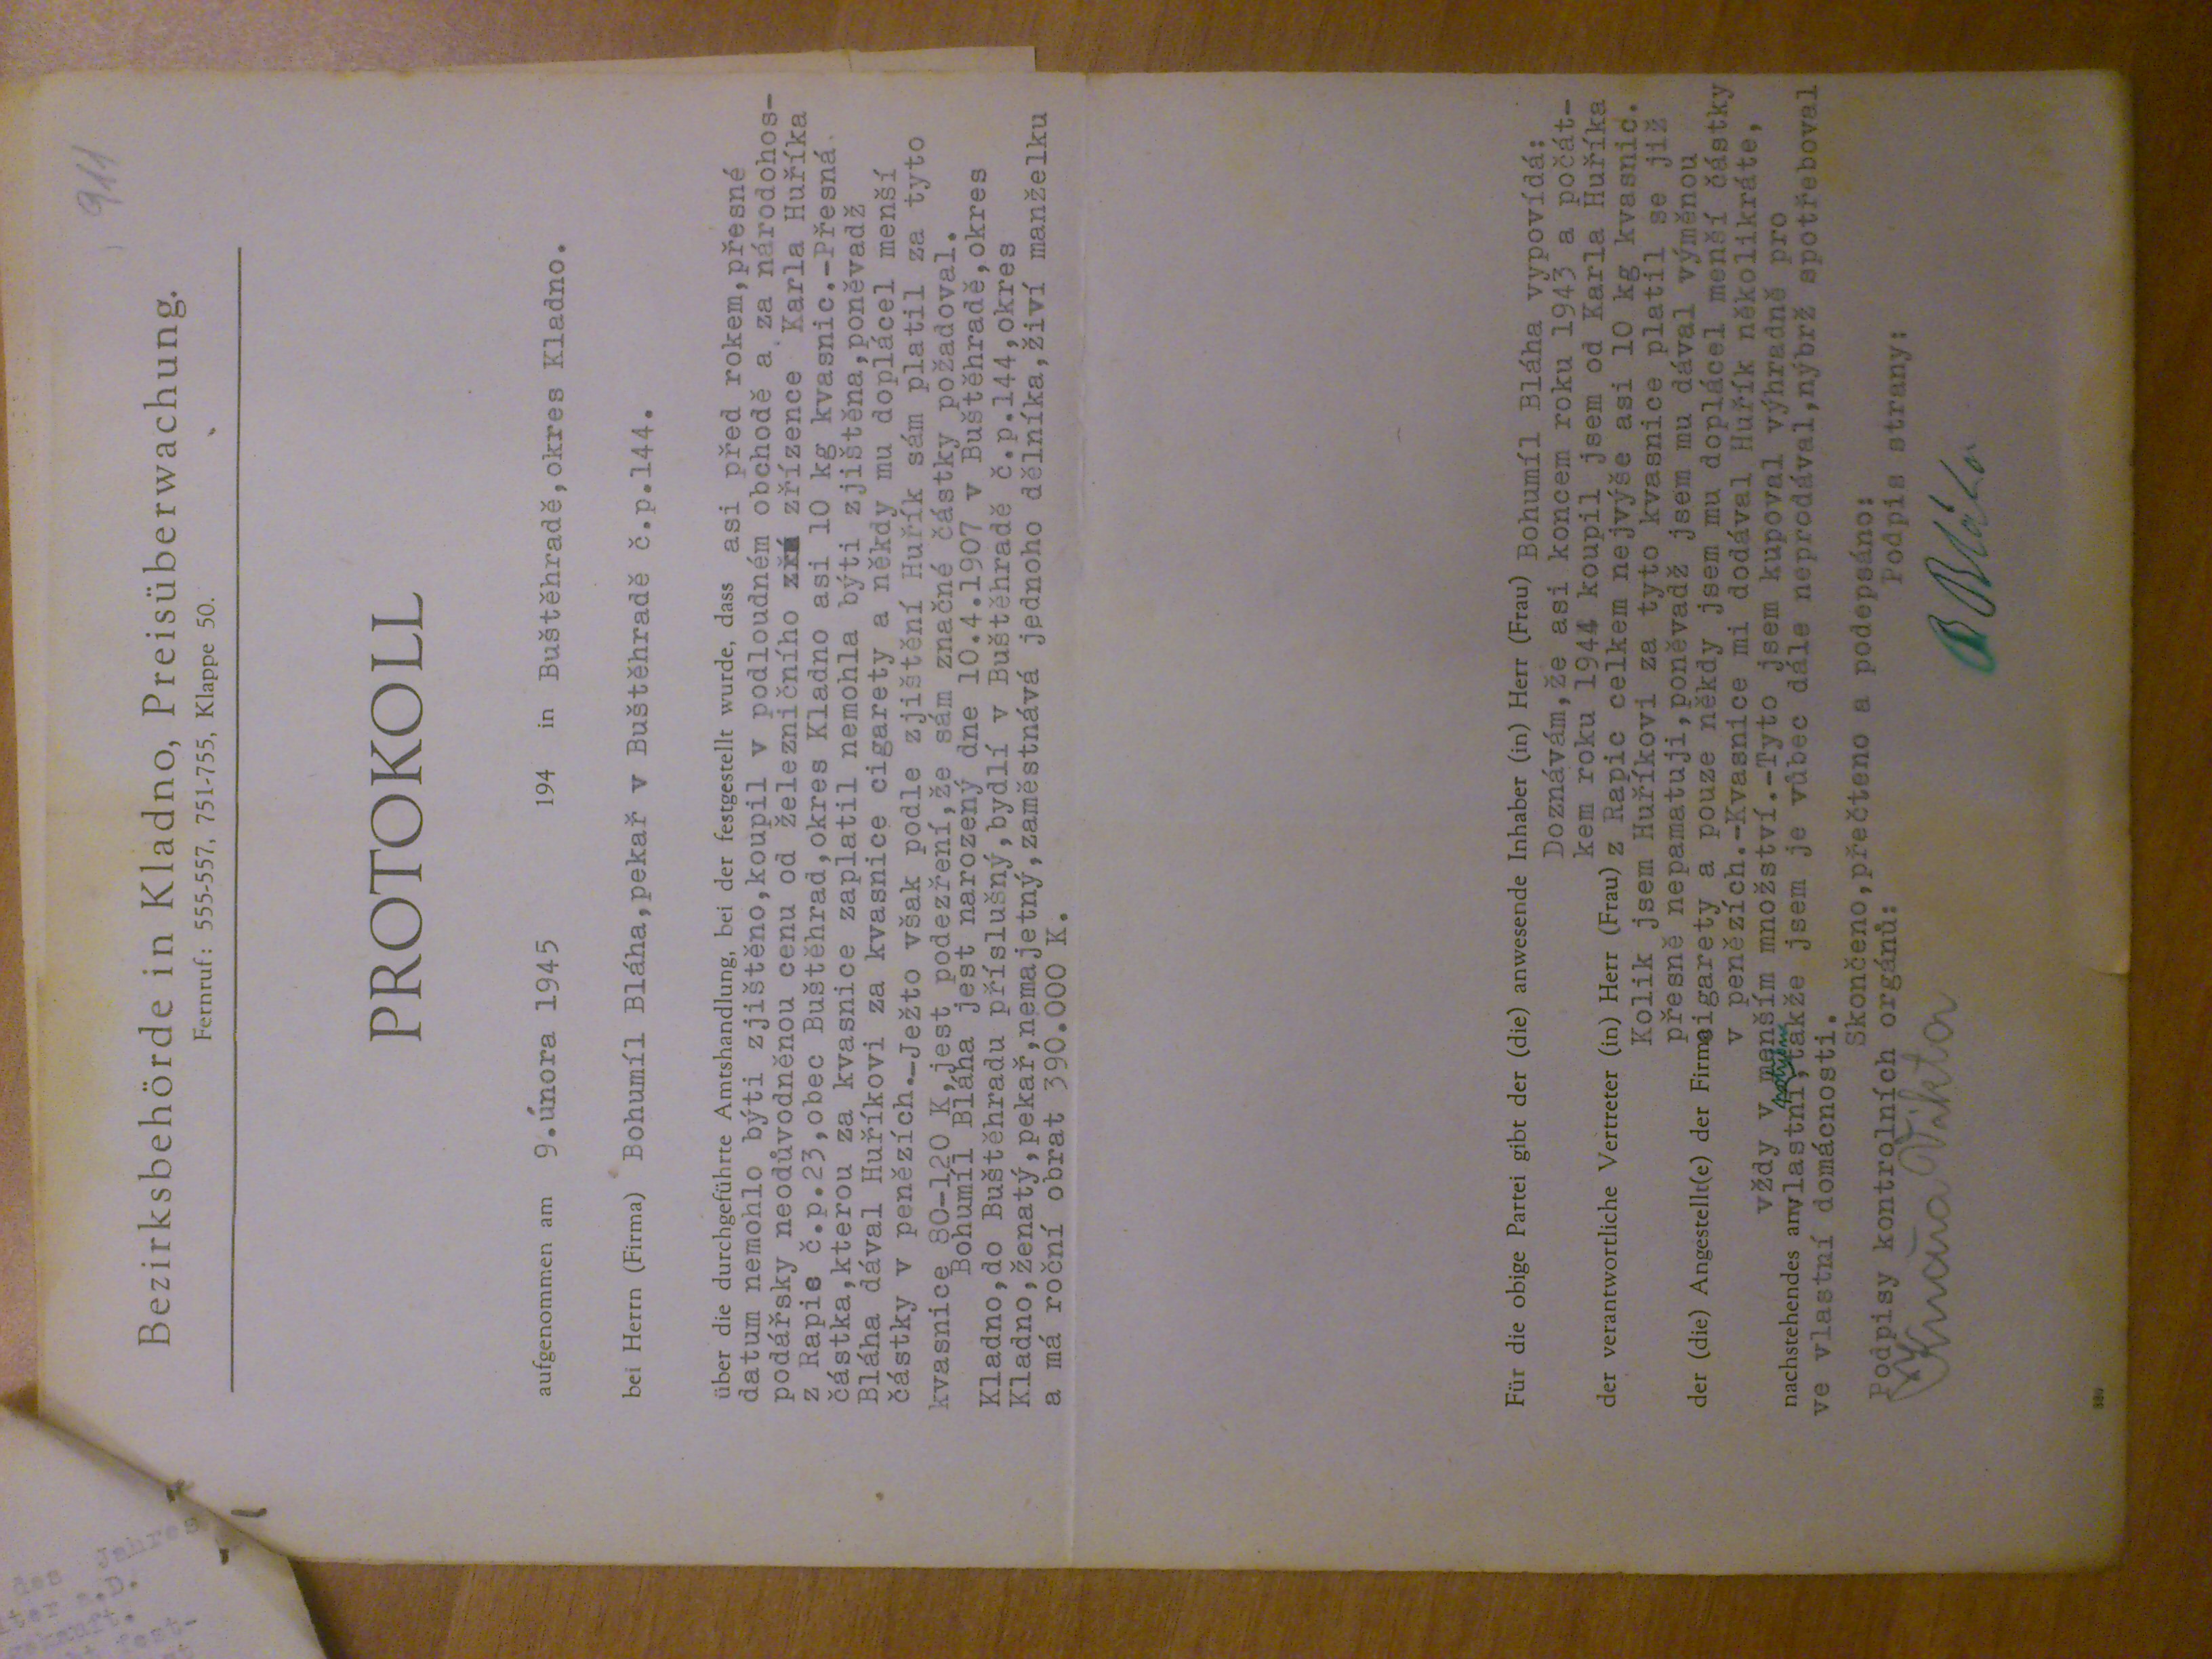 des Jahres
911
Bezirksbehörde in Kladno, Preisüberwachung.
Fernruf: 555-557, 751-755, Klappe 50.
PROTOKOLL
aufgenommen am 9.února 1945 194 in Buštěhradě,okres Kladno.
bei Herrn (Firma) Bohumíl Bláha,pekař v Buštěhradě č.p.144.
über die durchgeführte Amtshandlung, bei der festgestellt wurde, dass asi před rokem,přesné
datum nemohlo býti zjištěno,koupil v podloudném obchodě a za národohos-
podářsky neodůvodněnou cenu od železničního zřá zřízence Karla Huříka
z Rapic č.p.23,obec Buštěhrad,okres Kladno asi 10 kg kvasnic.-Přesná
částka,kterou za kvasnice zaplatil nemohla býti zjištěna,poněvadž
Bláha dával Huříkovi za kvasnice cigarety a někdy mu doplácel menší
částky v penězích.-Ježto však podle zjištění Huřík sám platil za tyto
kvasnice 80-120 K,jest podezření,že sám značné částky požadoval.
Bohumíl Bláha jest narozený dne 10.4.1907 v Buštěhradě,okres
Kladno,do Buštěhradu příslušný,bydlí v Buštěhradě č.p.144,okres
Kladno,ženatý,pekař,nemajetný,zaměstnává jednoho dělníka,živí manželku
a má roční obrat 390.000 K.
Für die obige Partei gibt der (die) anwesende Inhaber (in) Herr (Frau) Bohumíl Bláha vypovídá:
Doznávám,že asi koncem roku 1943 a počát-
kem roku 1944 koupil jsem od Karla Huříka
der verantwortliche Vertreter (in) Herr (Frau) z Rapic celkem nejvýše asi 10 kg kvasnic.
Kolik jsem Huříkovi za tyto kvasnice platil se již
přesně nepamatuji,poněvadž jsem mu dával výměnou
der (die) Angestellt(e) der Firma cigarety a pouze někdy jsem mu doplácel menší částky
v penězích.-Kvasnice mi dodával Huřík několikráte,
vždy v menším množství.-Tyto jsem kupoval výhradně pro
nachstehendes an vlastní,takže jsem je vůbec dále neprodával,nýbrž spotřeboval
ve vlastní domácnosti.
Skončeno,přečteno a podepsáno:
Podpisy kontrolních orgánů:
Podpis strany:
B Bláha